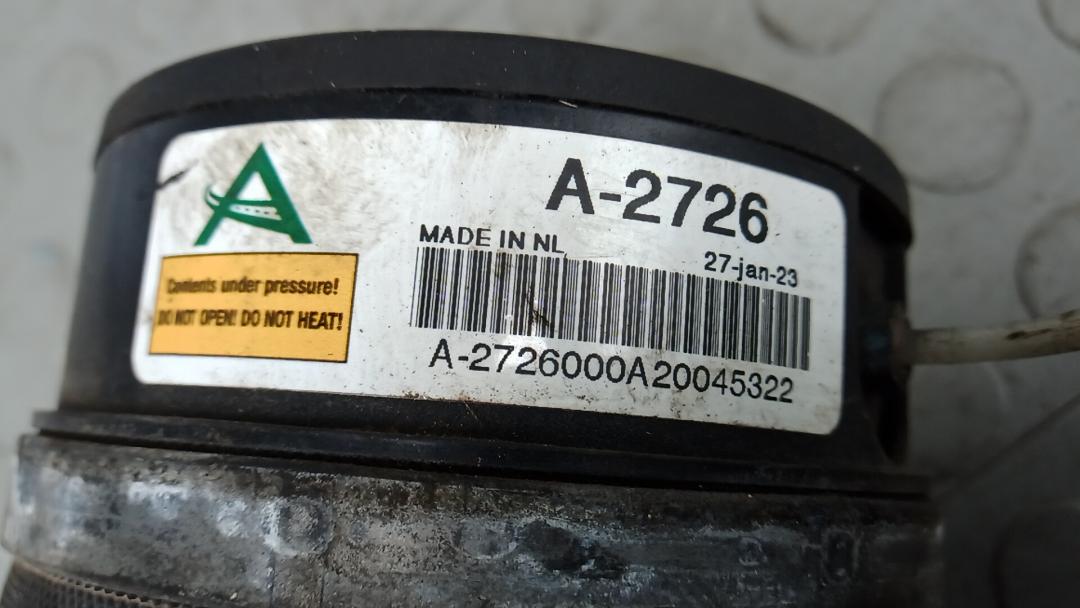 A-2726
MADE IN NL
27-jan-23
A-2726000A20045322
Contents under pressure!
DO NOT OPEN! DO NOT HEAT!